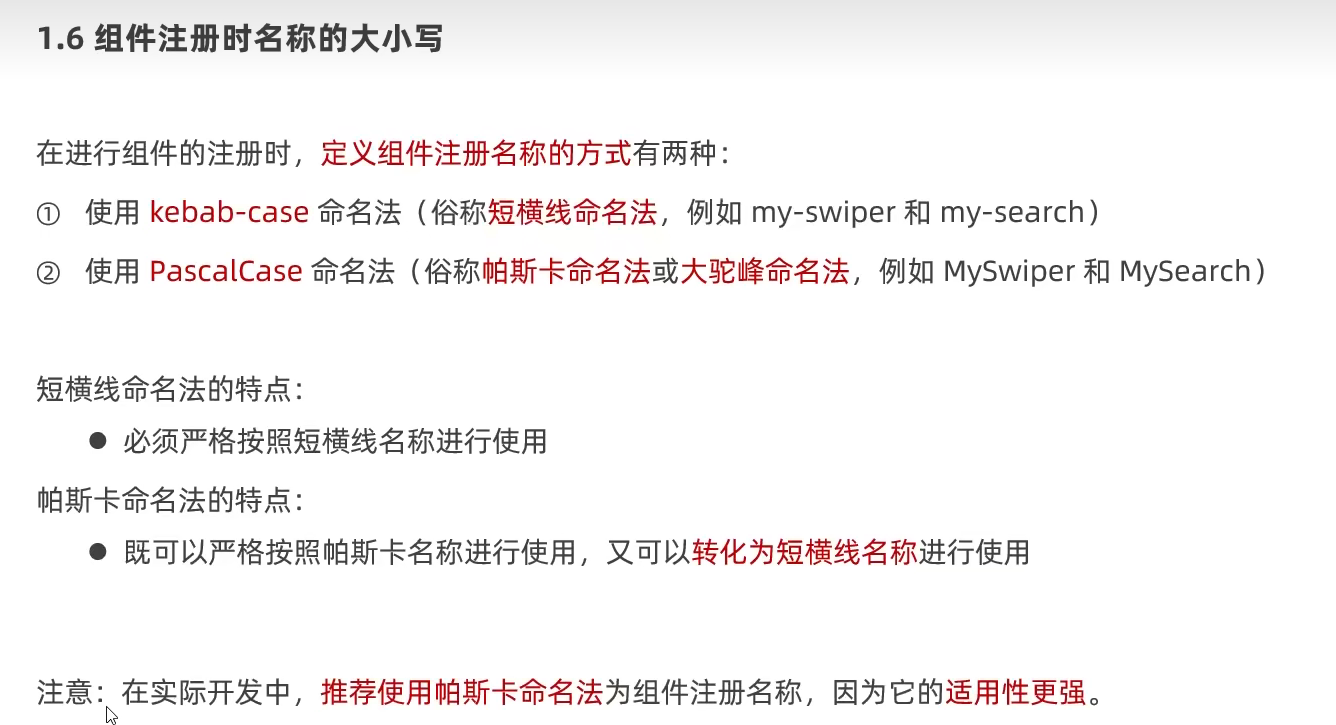 1.6 组件注册时名称的大小写
在进行组件的注册时，定义组件注册名称的方式有两种：
① 使用 kebab-case 命名法（俗称短横线命名法，例如 my-swiper 和 my-search）
② 使用 PascalCase 命名法（俗称帕斯卡命名法或大驼峰命名法，例如 MySwiper 和 MySearch）
短横线命名法的特点：
● 必须严格按照短横线名称进行使用
帕斯卡命名法的特点：
● 既可以严格按照帕斯卡名称进行使用，又可以转化为短横线名称进行使用
注意：在实际开发中，推荐使用帕斯卡命名法为组件注册名称，因为它的适用性更强。